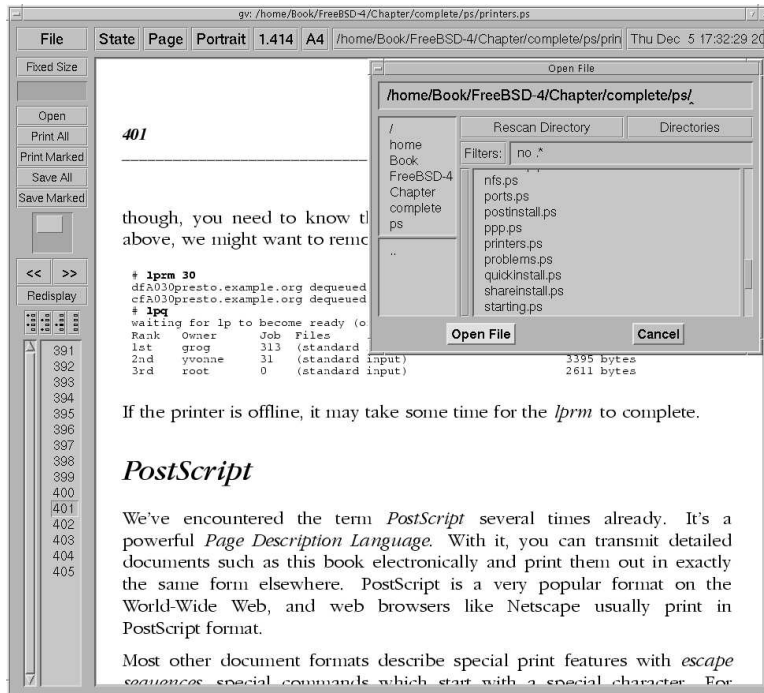 gv: /home/Book/FreeBSD-4/Chapter/complete/ps/printers.ps
File State Page Portrait 1.414 A4 /home/Book/FreeBSD-4/Chapter/complete/ps/prin Thu Dec 5 17:32:29 20
Fixed Size
Open
Print All
Print Marked
Save All
Save Marked
<< >>
Redisplay
391
392
393
394
395
396
397
398
399
400
401
402
403
404
405
Open File
/home/Book/FreeBSD-4/Chapter/complete/ps/
/
home
Book
FreeBSD-4
Chapter
complete
ps
..
Rescan Directory Directories
Filters: no .*
nfs.ps
ports.ps
postinstall.ps
ppp.ps
printers.ps
problems.ps
quickinstall.ps
shareinstall.ps
starting.ps
Open File Cancel
401
though, you need to know
above, we might want to
# lprm 30
dfA030presto.example.org dequeued
cfA030presto.example.org dequeued
# lpq
waiting for lp to become ready
Rank Owner Job Files
1st grog 313 (standard
2nd yvonne 31 (standard input) 3395 bytes
3rd root 0 (standard input) 2611 bytes
If the printer is offline, it may take some time for the lprm to complete.
PostScript
We've encountered the term PostScript several times already. It's a
powerful Page Description Language. With it, you can transmit detailed
documents such as this book electronically and print them out in exactly
the same form elsewhere. PostScript is a very popular format on the
World-Wide Web, and web browsers like Netscape usually print in
PostScript format.
Most other document formats describe special print features with escape
sequences, special commands which start with a special character. For